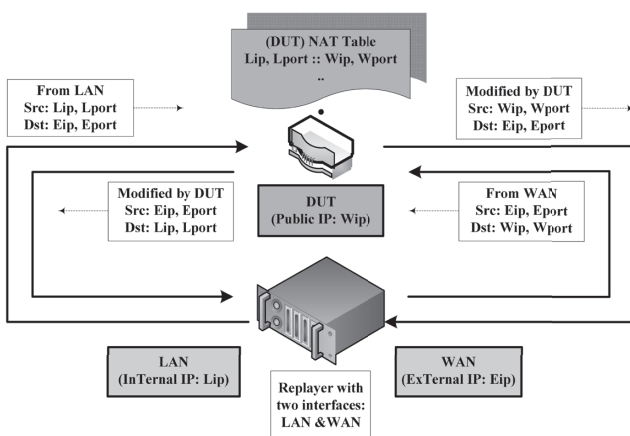 (DUT) NAT Table
Lip, Lport :: Wip, Wport
..
From LAN
Src: Lip, Lport
Dst: Eip, Eport
Modified by DUT
Src: Wip, Wport
Dst: Eip, Eport
Modified by DUT
Src: Eip, Eport
Dst: Lip, Lport
DUT
(Public IP: Wip)
From WAN
Src: Eip, Eport
Dst: Wip, Wport
LAN
(InTernal IP: Lip)
Replayer with
two interfaces:
LAN &WAN
WAN
(ExTernal IP: Eip)